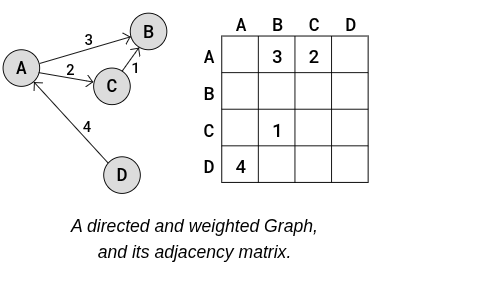 A B C D
3 B
A 3 2
A 2 1
C
B
4
C 1
D
D 4
A directed and weighted Graph,
and its adjacency matrix.